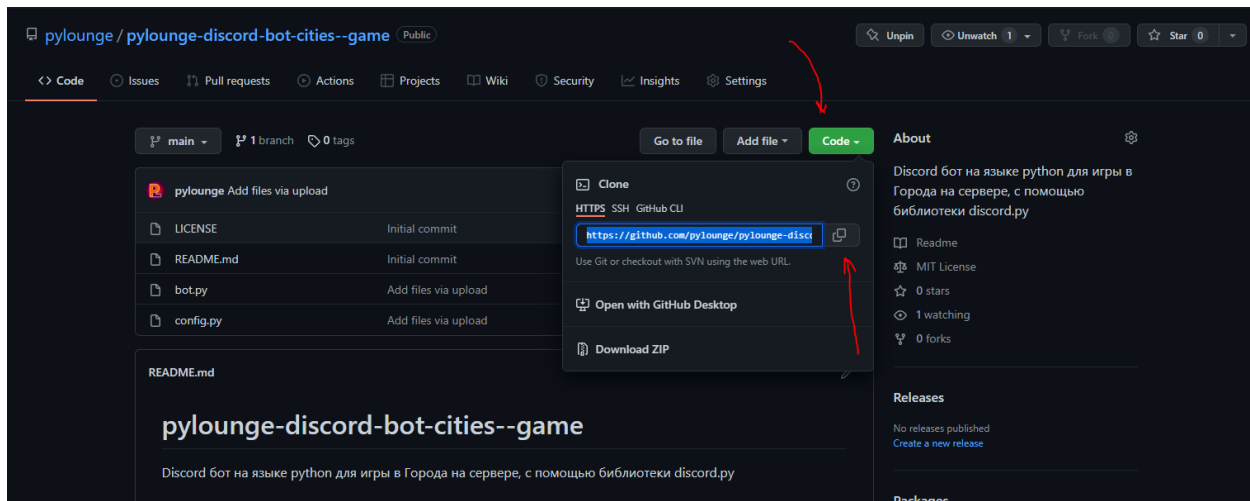 pylounge / pylounge-discord-bot-cities--game Public
Unpin Unwatch 1 Fork 0 Star 0
<> Code Issues Pull requests Actions Projects Wiki Security Insights Settings
main 1 branch 0 tags Go to file Add file Code
pylounge Add files via upload
LICENSE Initial commit
README.md Initial commit
bot.py Add files via upload
config.py Add files via upload
Clone
HTTPS SSH GitHub CLI
https://github.com/pylounge/pylounge-disc
Use Git or checkout with SVN using the web URL.
Open with GitHub Desktop
Download ZIP
README.md
pylounge-discord-bot-cities--game
Discord бот на языке python для игры в Города на сервере, с помощью библиотеки discord.py
About
Discord бот на языке python для игры в
Города на сервере, с помощью
библиотеки discord.py
Readme
MIT License
0 stars
1 watching
0 forks
Releases
No releases published
Create a new release
Packages